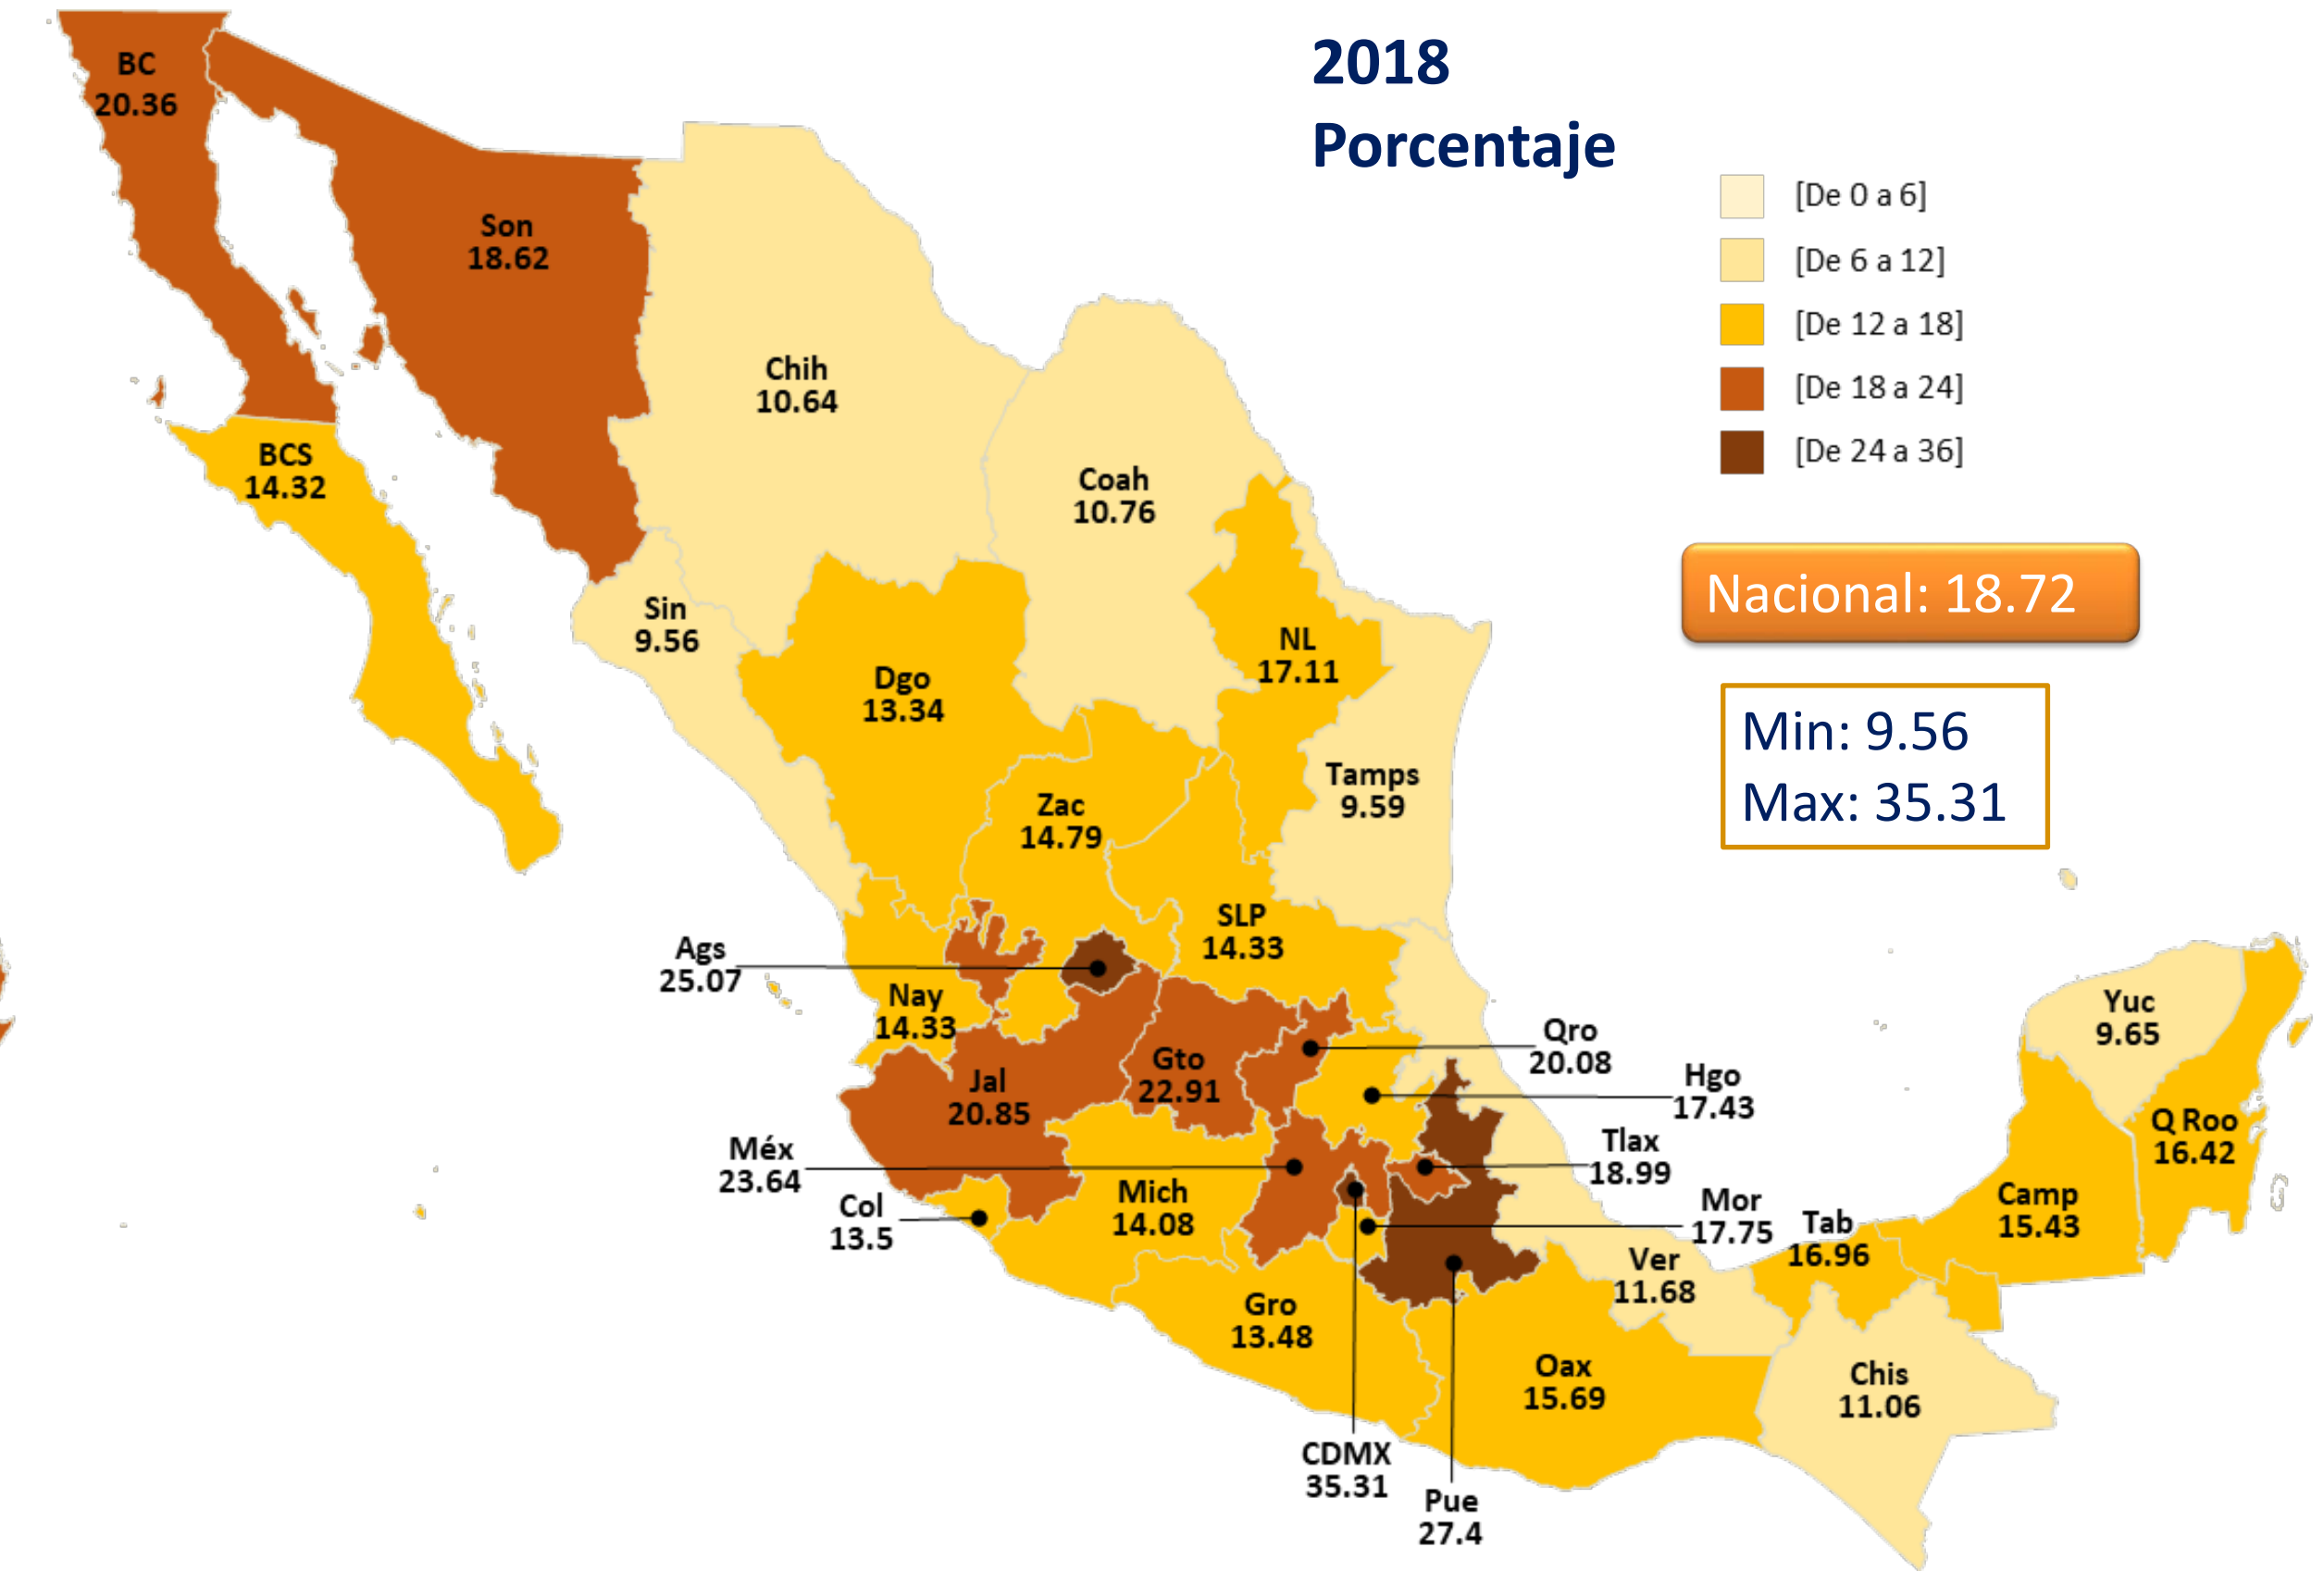 2018
Porcentaje
[De 0 a 6]
[De 6 a 12]
[De 12 a 18]
[De 18 a 24]
[De 24 a 36]
Nacional: 18.72
Min: 9.56
Max: 35.31
BC
20.36
Son
18.62
Chih
10.64
BCS
14.32
Coah
10.76
Sin
9.56
NL
17.11
Dgo
13.34
Tamps
9.59
Zac
14.79
SLP
14.33
Ags
25.07
Nay
14.33
Yuc
9.65
Qro
20.08
Gto
22.91
Jal
20.85
Hgo
17.43
Q Roo
16.42
Méx
23.64
Tlax
18.99
Mich
14.08
Camp
15.43
Col
13.5
Mor
17.75
Tab
16.96
Ver
11.68
Gro
13.48
Oax
15.69
Chis
11.06
CDMX
35.31
Pue
27.4